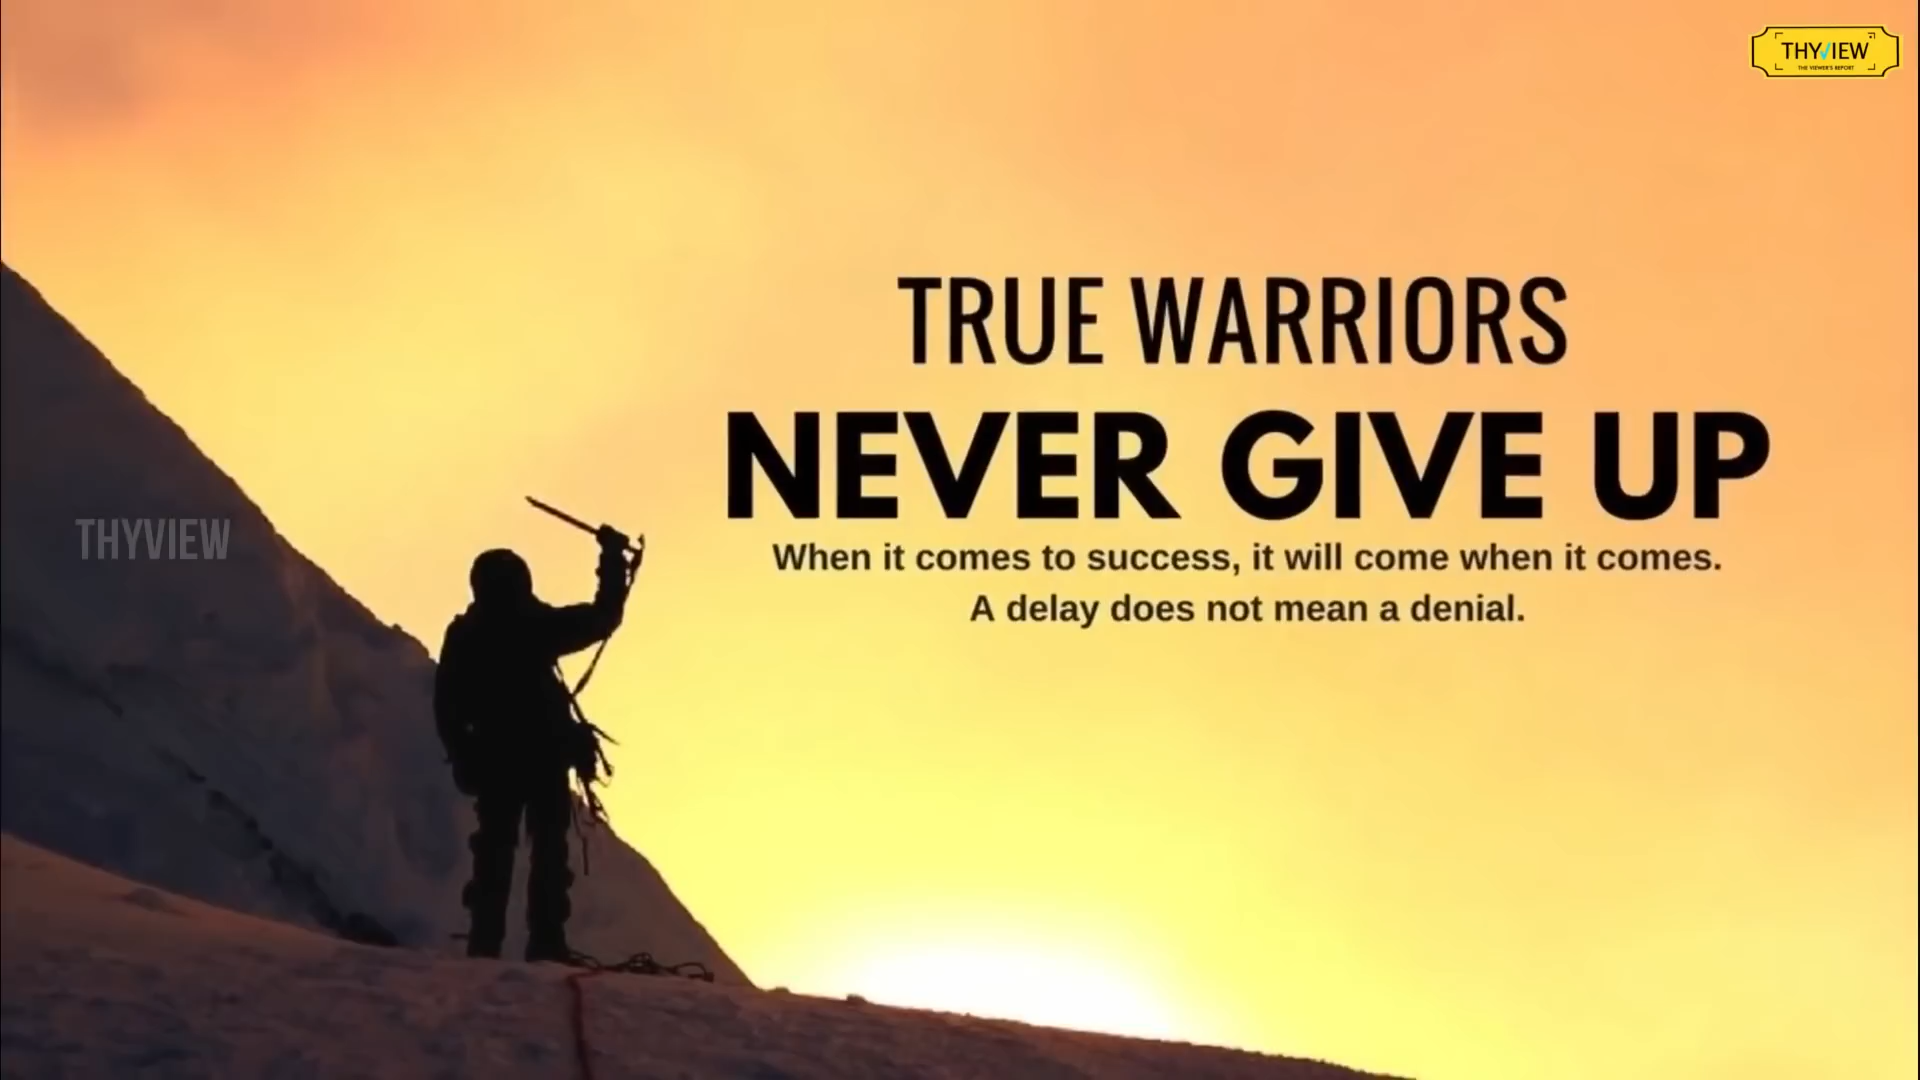 THYVIEW
THE VIEWER'S REPORT
TRUE WARRIORS
NEVER GIVE UP
When it comes to success, it will come when it comes.
A delay does not mean a denial.
THYVIEW